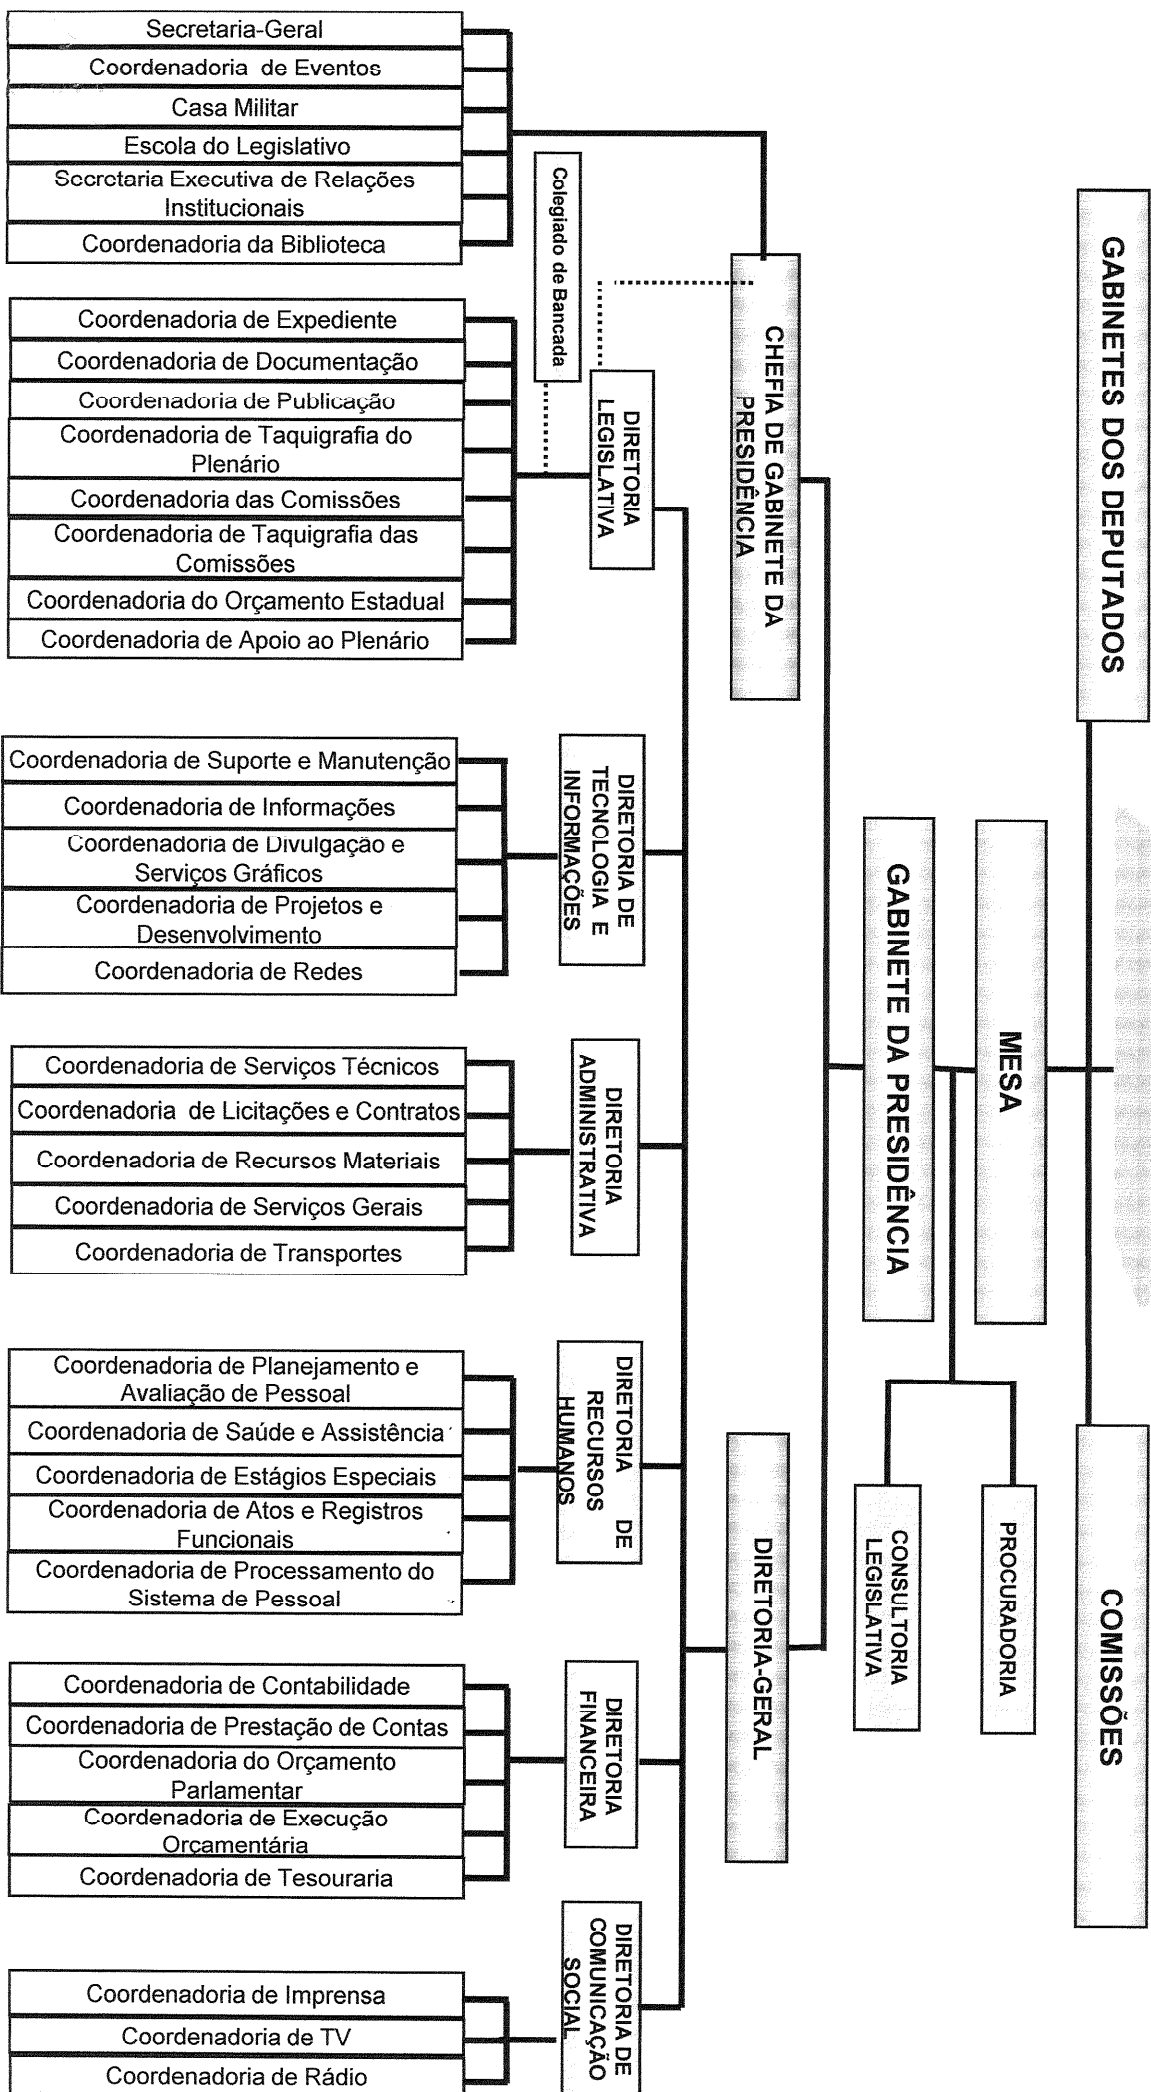 GABINETES DOS DEPUTADOS
COMISSÕES
MESA
GABINETE DA PRESIDÊNCIA
PROCURADORIA
CONSULTORIA
LEGISLATIVA
CHEFIA DE GABINETE DA
PRESIDÊNCIA
DIRETORIA-GERAL
Colegiado de Bancada
DIRETORIA
LEGISLATIVA
DIRETORIA DE
TECNOLOGIA E
INFORMAÇÕES
DIRETORIA
ADMINISTRATIVA
DIRETORIA DE
RECURSOS
HUMANOS
DIRETORIA
FINANCEIRA
DIRETORIA DE
COMUNICAÇÃO
SOCIAL
Secretaria-Geral
Coordenadoria de Eventos
Casa Militar
Escola do Legislativo
Secretaria Executiva de Relações
Institucionais
Coordenadoria da Biblioteca
Coordenadoria de Expediente
Coordenadoria de Documentação
Coordenadoria de Publicação
Coordenadoria de Taquigrafia do
Plenário
Coordenadoria das Comissões
Coordenadoria de Taquigrafia das
Comissões
Coordenadoria do Orçamento Estadual
Coordenadoria de Apoio ao Plenário
Coordenadoria de Suporte e Manutenção
Coordenadoria de Informações
Coordenadoria de Divulgação e
Serviços Gráficos
Coordenadoria de Projetos e
Desenvolvimento
Coordenadoria de Redes
Coordenadoria de Serviços Técnicos
Coordenadoria de Licitações e Contratos
Coordenadoria de Recursos Materiais
Coordenadoria de Serviços Gerais
Coordenadoria de Transportes
Coordenadoria de Planejamento e
Avaliação de Pessoal
Coordenadoria de Saúde e Assistência
Coordenadoria de Estágios Especiais
Coordenadoria de Atos e Registros
Funcionais
Coordenadoria de Processamento do
Sistema de Pessoal
Coordenadoria de Contabilidade
Coordenadoria de Prestação de Contas
Coordenadoria do Orçamento
Parlamentar
Coordenadoria de Execução
Orçamentária
Coordenadoria de Tesouraria
Coordenadoria de Imprensa
Coordenadoria de TV
Coordenadoria de Rádio